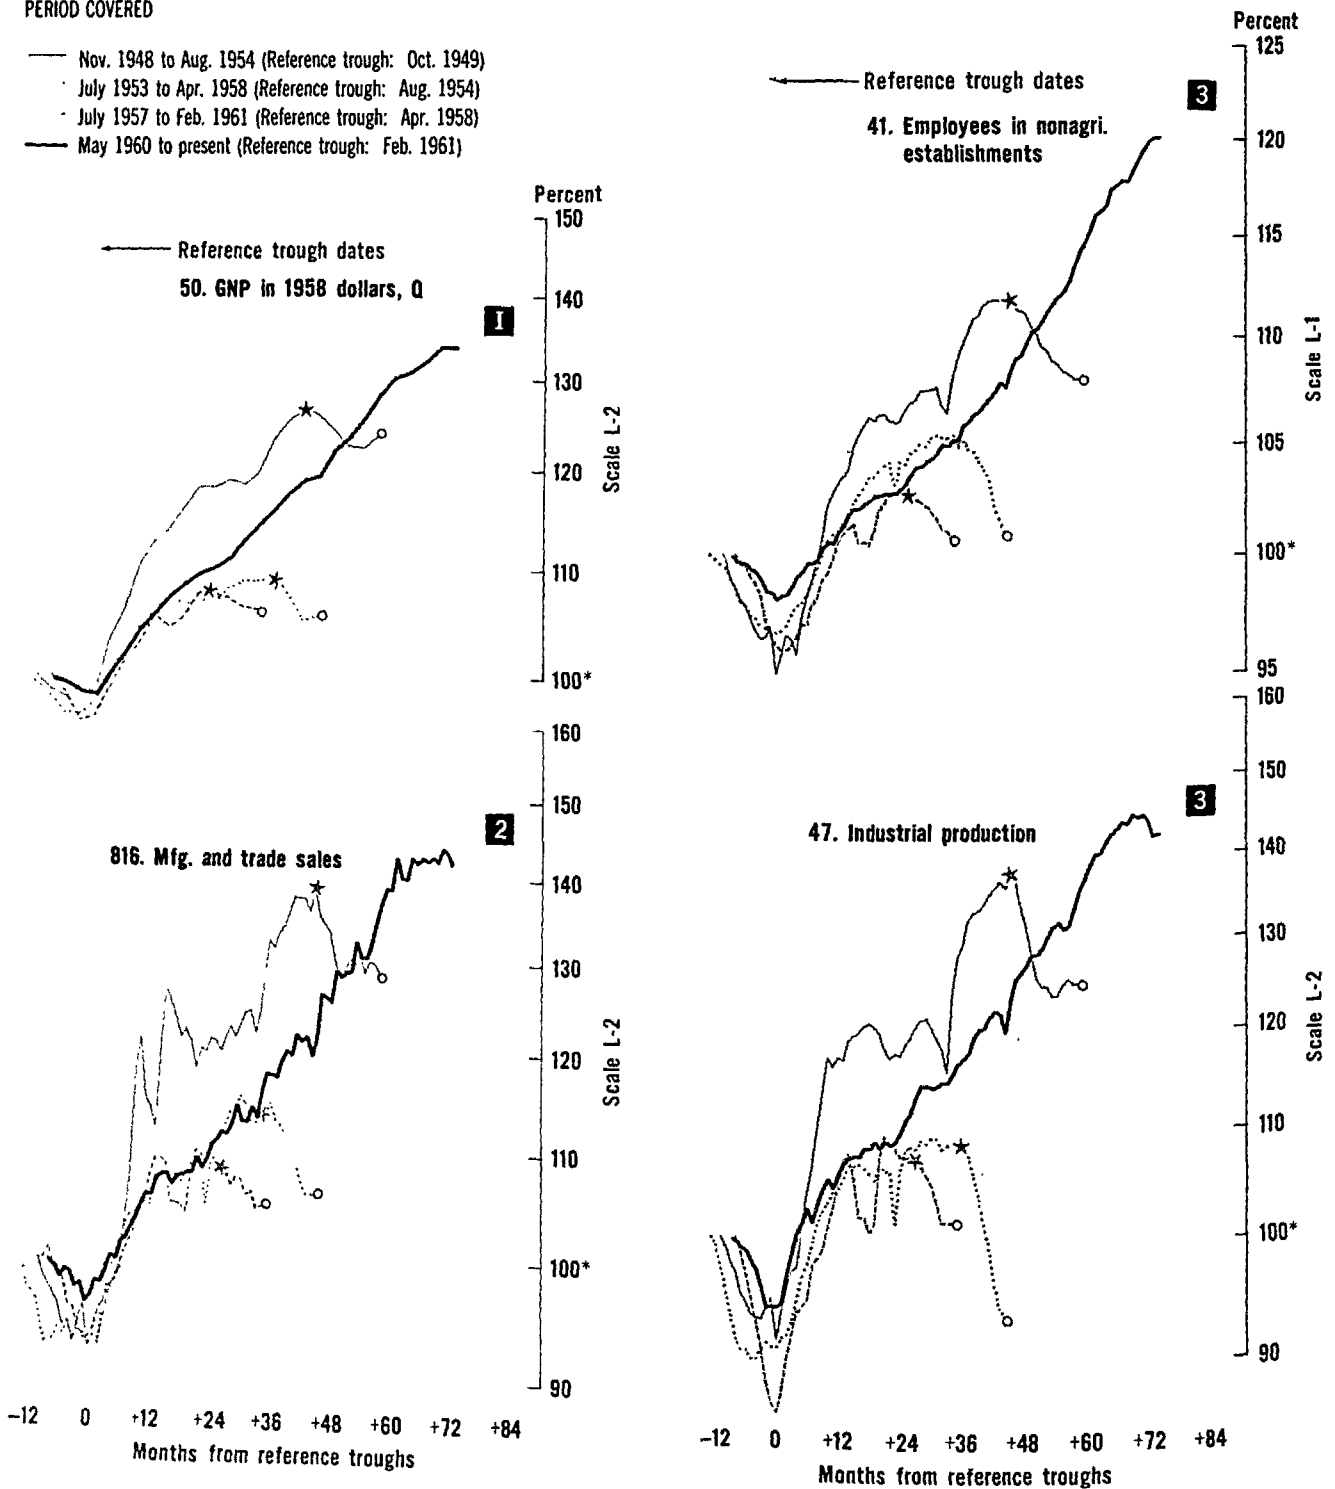 PERIOD COVERED
Nov. 1948 to Aug. 1954 (Reference trough: Oct. 1949)
July 1953 to Apr. 1958 (Reference trough: Aug. 1954)
July 1957 to Feb. 1961 (Reference trough: Apr. 1958)
May 1960 to present (Reference trough: Feb. 1961)
Percent
150
Reference trough dates
50. GNP in 1958 dollars, Q
140
1
130
120
110
100*
Scale L-2
160
150
2
816. Mfg. and trade sales
140
130
120
110
100*
90
Scale L-2
-12 0 +12 +24 +36 +48 +60 +72 +84
Months from reference troughs
Percent
125
Reference trough dates
3
41. Employees in nonagri.
establishments
120
115
110
105
100*
95
Scale L-1
160
150
3
47. Industrial production
140
130
120
110
100*
90
Scale L-2
-12 0 +12 +24 +36 +48 +60 +72 +84
Months from reference troughs